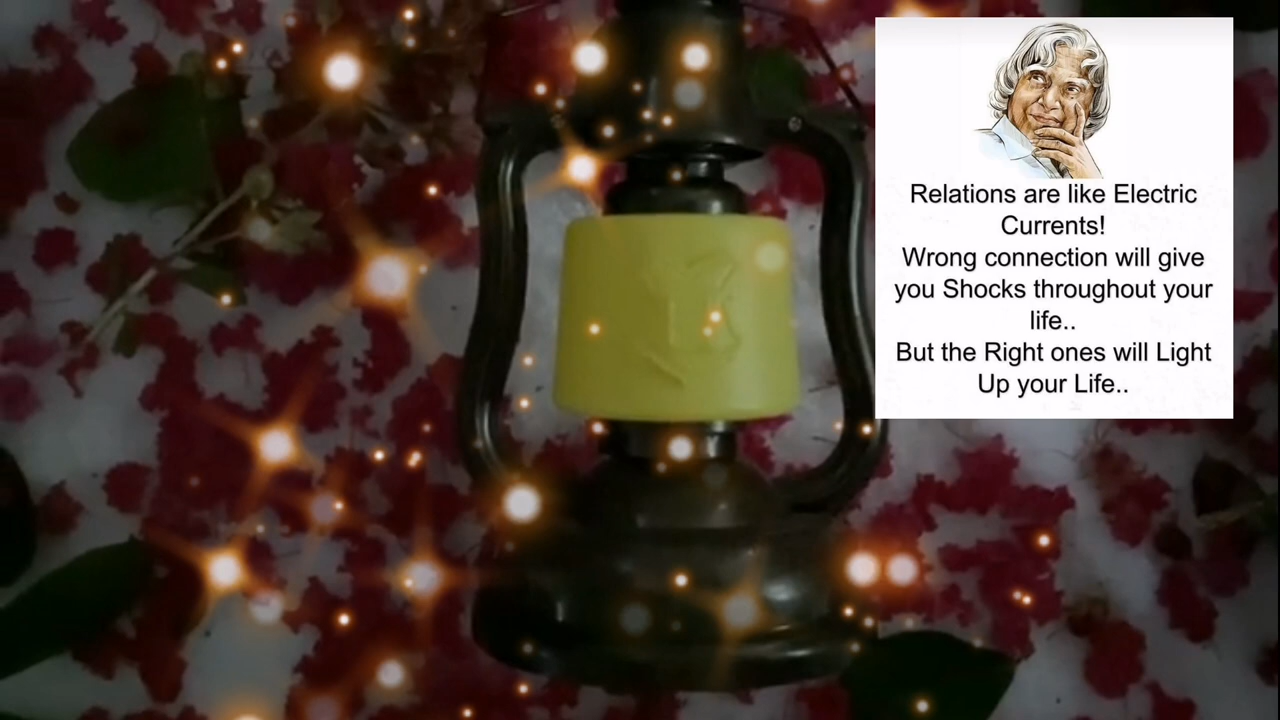 Relations are like Electric
Currents!
Wrong connection will give
you Shocks throughout your
life..
But the Right ones will Light
Up your Life..